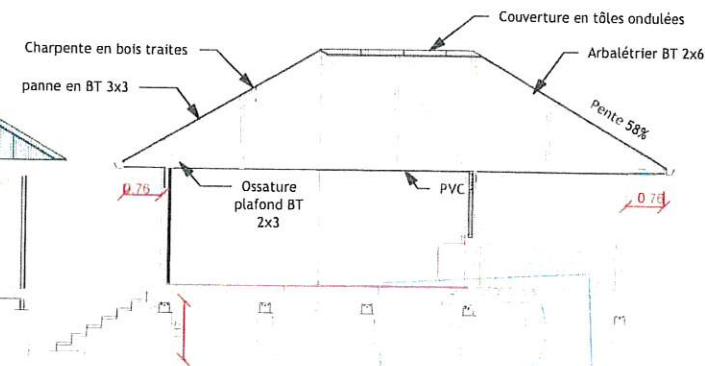 Couverture en tôles ondulées
Charpente en bois traites
Arbalétrier BT 2x6
panne en BT 3x3
Pente 58%
0.76
Ossature
plafond BT
2x3
PVC
0.76